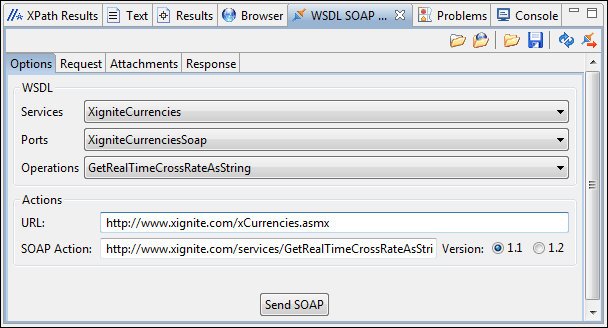 XPath Results Text Results Browser WSDL SOAP ... Problems Console
Options Request Attachments Response
WSDL
Services XigniteCurrencies
Ports XigniteCurrenciesSoap
Operations GetRealTimeCrossRateAsString
Actions
URL: http://www.xignite.com/xCurrencies.asmx
SOAP Action: http://www.xignite.com/services/GetRealTimeCrossRateAsStri Version: 1.1 1.2
Send SOAP